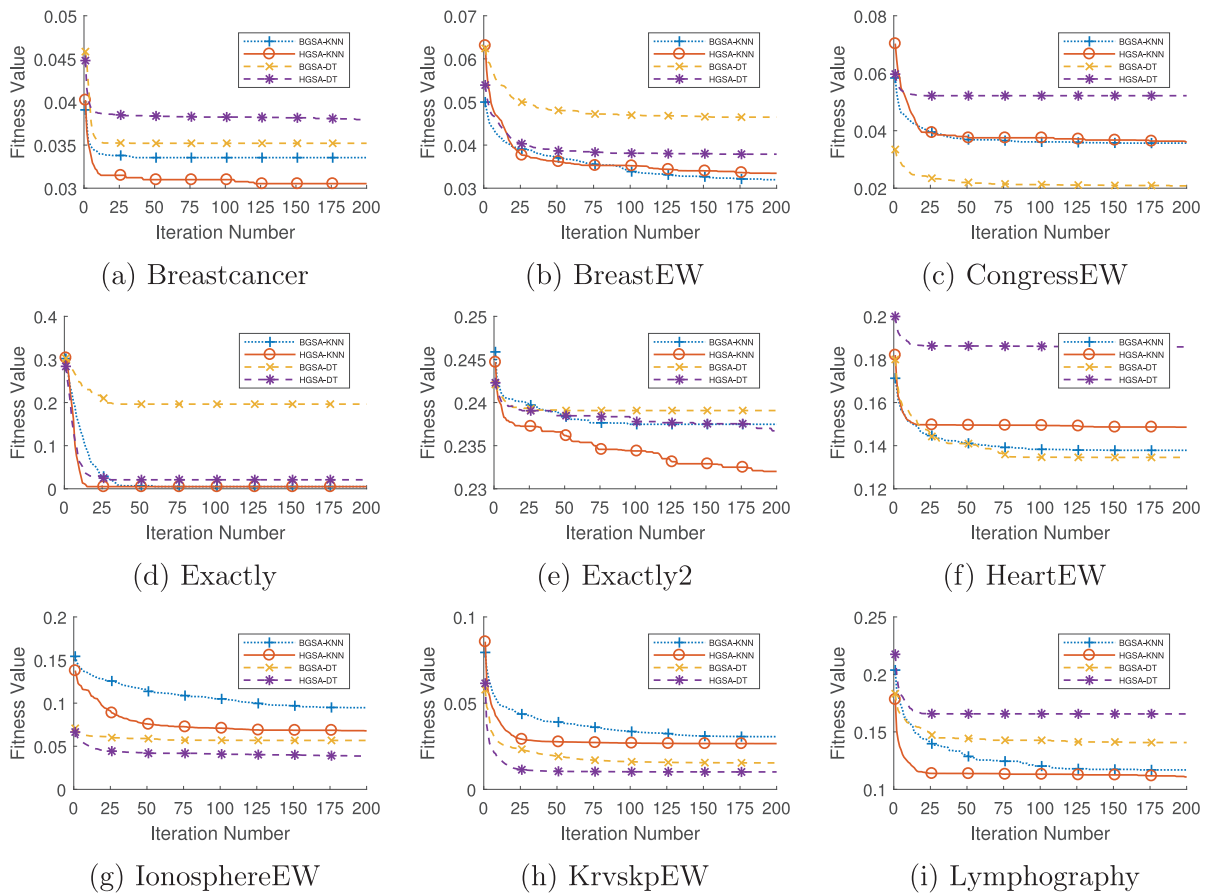 0.05
0.045
0.04
0.035
0.03
Fitness Value
BGSA-KNN
HGSA-KNN
BGSA-DT
HGSA-DT
0 25 50 75 100 125 150 175 200
Iteration Number
(a) Breastcancer
0.07
0.06
0.05
0.04
0.03
Fitness Value
BGSA-KNN
HGSA-KNN
BGSA-DT
HGSA-DT
0 25 50 75 100 125 150 175 200
Iteration Number
(b) BreastEW
0.08
0.06
0.04
0.02
Fitness Value
BGSA-KNN
HGSA-KNN
BGSA-DT
HGSA-DT
0 25 50 75 100 125 150 175 200
Iteration Number
(c) CongressEW
0.4
0.3
0.2
0.1
0
Fitness Value
BGSA-KNN
HGSA-KNN
BGSA-DT
HGSA-DT
0 25 50 75 100 125 150 175 200
Iteration Number
(d) Exactly
0.25
0.245
0.24
0.235
0.23
Fitness Value
BGSA-KNN
HGSA-KNN
BGSA-DT
HGSA-DT
0 25 50 75 100 125 150 175 200
Iteration Number
(e) Exactly2
0.2
0.18
0.16
0.14
0.12
Fitness Value
BGSA-KNN
HGSA-KNN
BGSA-DT
HGSA-DT
0 25 50 75 100 125 150 175 200
Iteration Number
(f) HeartEW
0.2
0.15
0.1
0.05
0
Fitness Value
BGSA-KNN
HGSA-KNN
BGSA-DT
HGSA-DT
0 25 50 75 100 125 150 175 200
Iteration Number
(g) IonosphereEW
0.1
0.05
0
Fitness Value
BGSA-KNN
HGSA-KNN
BGSA-DT
HGSA-DT
0 25 50 75 100 125 150 175 200
Iteration Number
(h) KrvskpEW
0.25
0.2
0.15
0.1
Fitness Value
BGSA-KNN
HGSA-KNN
BGSA-DT
HGSA-DT
0 25 50 75 100 125 150 175 200
Iteration Number
(i) Lymphography